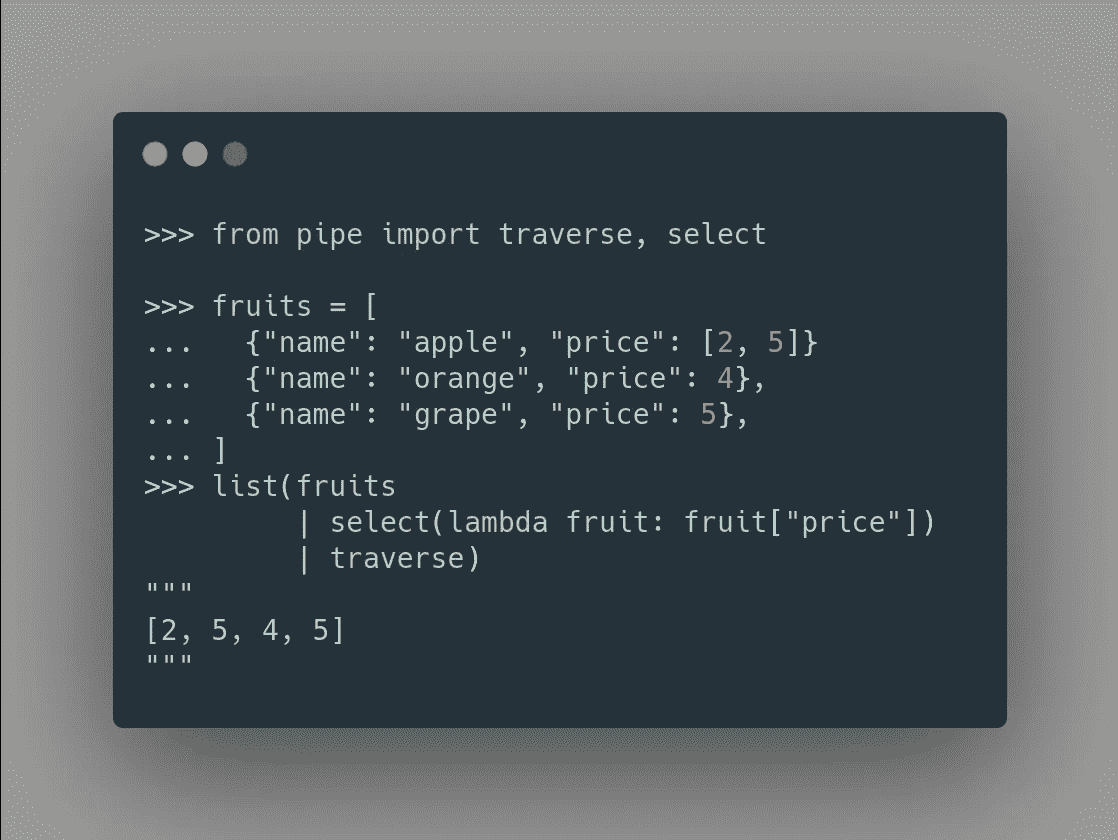 >>> from pipe import traverse, select
>>> fruits = [
...   {"name": "apple", "price": [2, 5]}
...   {"name": "orange", "price": 4},
...   {"name": "grape", "price": 5},
... ]
>>> list(fruits
         | select(lambda fruit: fruit["price"])
         | traverse)
"""
[2, 5, 4, 5]
"""